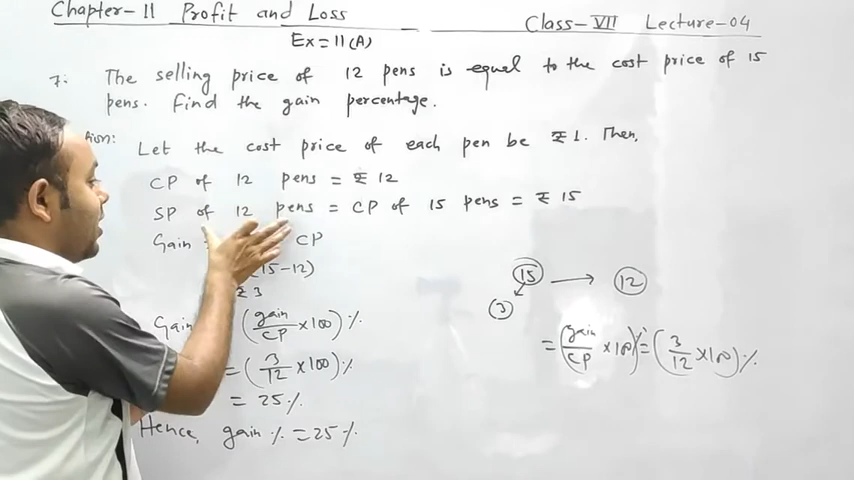 Chapter-11 Profit and Loss Class-VII Lecture-04
Ex=11(A)
7. The selling price of 12 pens is equal to the cost price of 15
pens. Find the gain percentage.
Let the cost price of each pen be ₹1. Then,
CP of 12 pens = ₹ 12
SP of 12 pens = CP of 15 pens = ₹ 15
Gain = CP
(15-12)
₹ 3
15 → 12
3
Gain (gain/CP ×100)%
= (gain/CP ×100)% = (3/12 ×100)%
= (3/12 ×100)%
= 25%
Hence, gain % = 25%